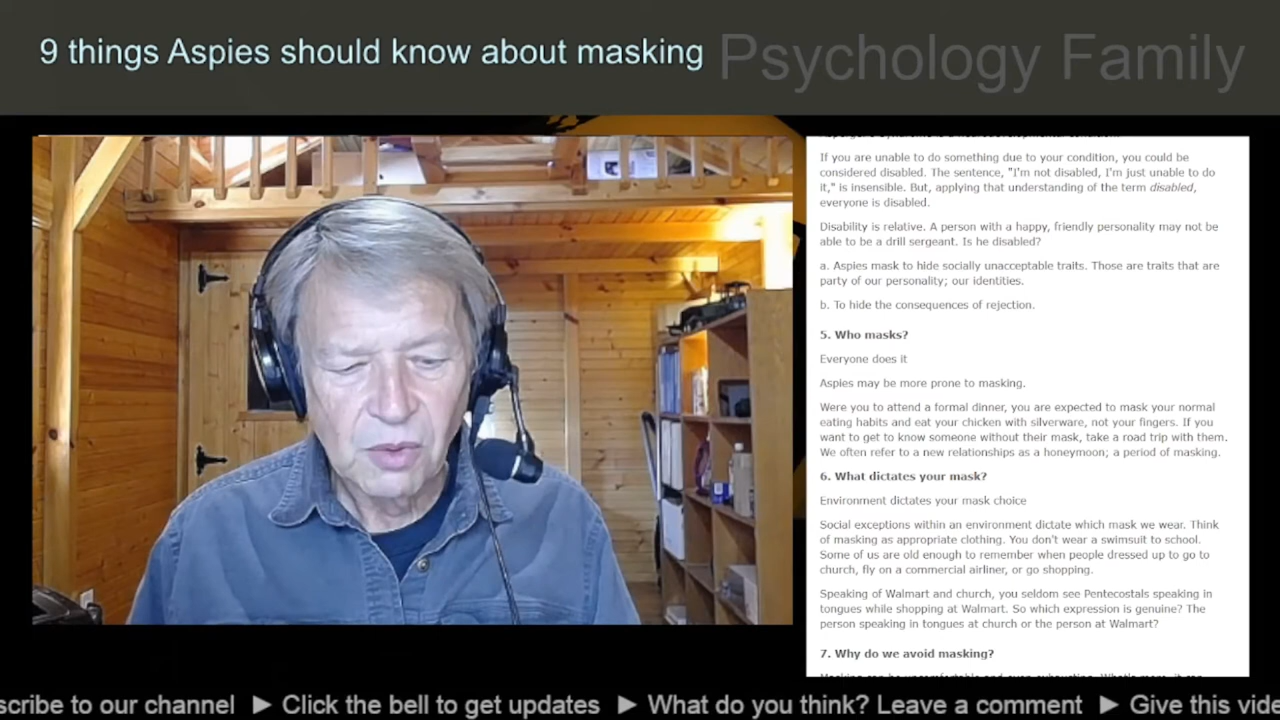 9 things Aspies should know about masking
Psychology Family
If you are unable to do something due to your condition, you could be
considered disabled. The sentence, "I'm not disabled, I'm just unable to do
it," is insensible. But, applying that understanding of the term disabled,
everyone is disabled.
Disability is relative. A person with a happy, friendly personality may not be
able to be a drill sergeant. Is he disabled?
a. Aspies mask to hide socially unacceptable traits. Those are traits that are
party of our personality; our identities.
b. To hide the consequences of rejection.
5. Who masks?
Everyone does it
Aspies may be more prone to masking.
Were you to attend a formal dinner, you are expected to mask your normal
eating habits and eat your chicken with silverware, not your fingers. If you
want to get to know someone without their mask, take a road trip with them.
We often refer to a new relationships as a honeymoon; a period of masking.
6. What dictates your mask?
Environment dictates your mask choice
Social exceptions within an environment dictate which mask we wear. Think
of masking as appropriate clothing. You don't wear a swimsuit to school.
Some of us are old enough to remember when people dressed up to go to
church, fly on a commercial airliner, or go shopping.
Speaking of Walmart and church, you seldom see Pentecostals speaking in
tongues while shopping at Walmart. So which expression is genuine? The
person speaking in tongues at church or the person at Walmart?
7. Why do we avoid masking?
scribe to our channel ► Click the bell to get updates ► What do you think? Leave a comment ► Give this vide